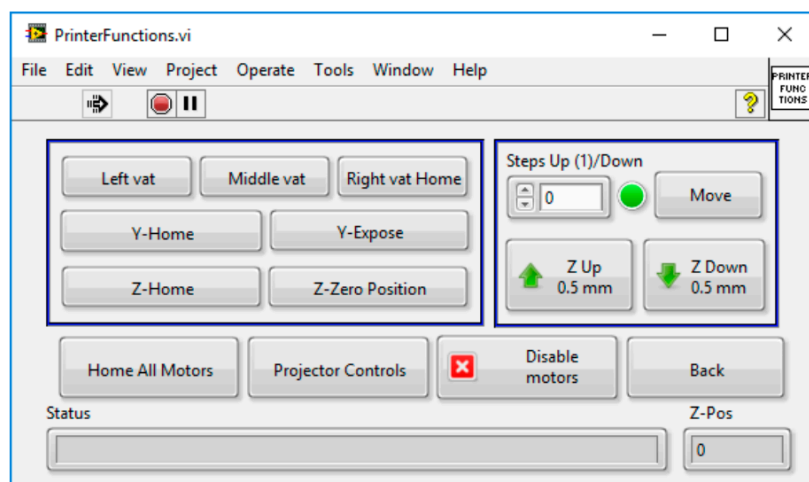 PrinterFunctions.vi
File Edit View Project Operate Tools Window Help
PRINTER
FUNC
TIONS
Left vat Middle vat Right vat Home
Y-Home Y-Expose
Z-Home Z-Zero Position
Steps Up (1)/Down
0 Move
Z Up
0.5 mm
Z Down
0.5 mm
Home All Motors Projector Controls Disable
motors
Back
Status Z-Pos
0